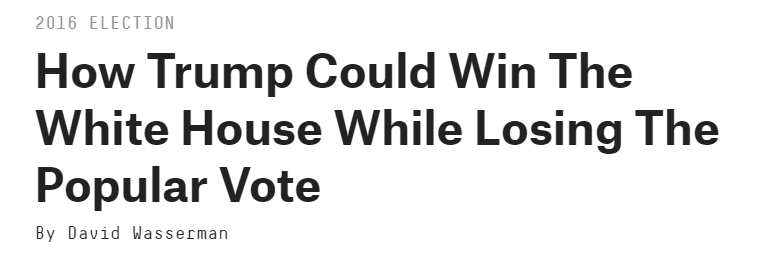 2016 ELECTION
How Trump Could Win The
White House While Losing The
Popular Vote
By David Wasserman